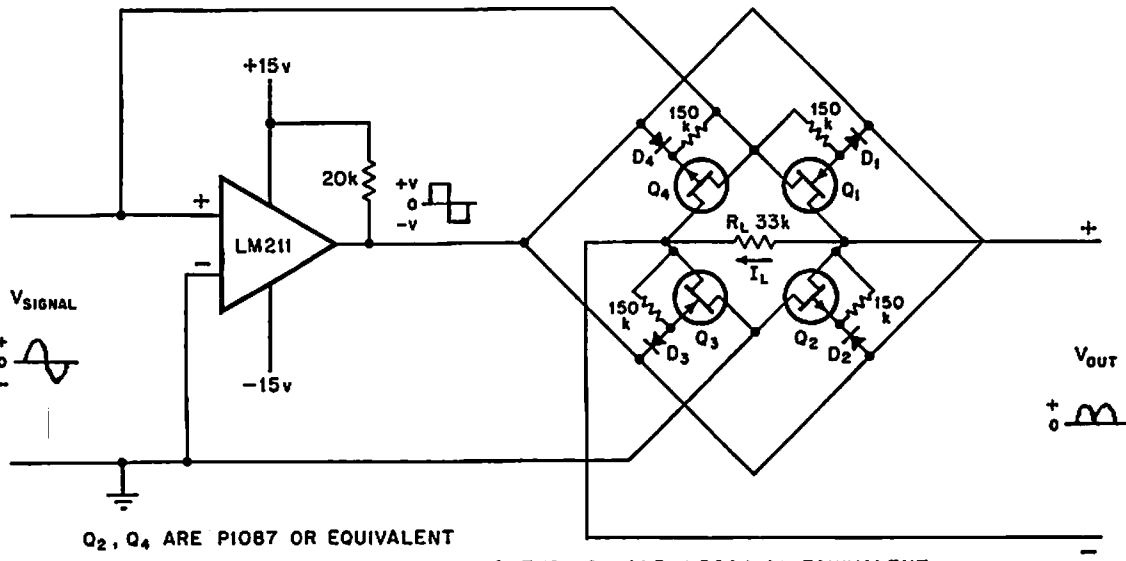 +15v
20k
+v
0
-v
+
-
LM211
-15v
VSIGNAL
+
0
-
150
k
D4
Q4
150
k
D1
Q1
RL 33k
IL
150
k
D3
Q3
Q2
D2
150
k
+
VOUT
+
0
-
Q2, Q4 ARE P1087 OR EQUIVALENT